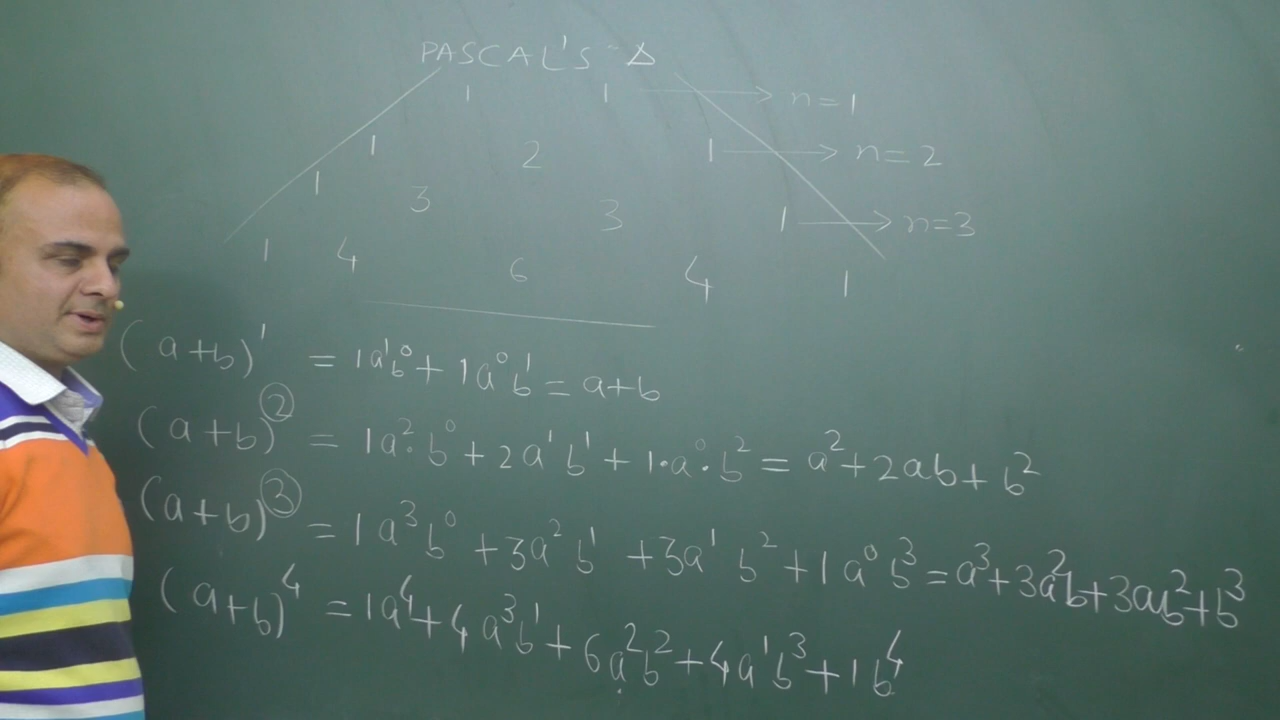 PASCAL'S Δ
1 1 → n=1
1 2 1 → n=2
1 3 3 1 → n=3
1 4 6 4 1
(a+b)¹ = 1a¹b⁰ + 1a⁰b¹ = a+b
(a+b)² = 1a²·b⁰ + 2a¹b¹ + 1·a⁰·b² = a²+2ab+b²
(a+b)³ = 1a³b⁰ + 3a²b¹ + 3a¹b² + 1a⁰b³ = a³+3a²b+3ab²+b³
(a+b)⁴ = 1a⁴ + 4a³b¹ + 6a²b² + 4a¹b³ + 1b⁴